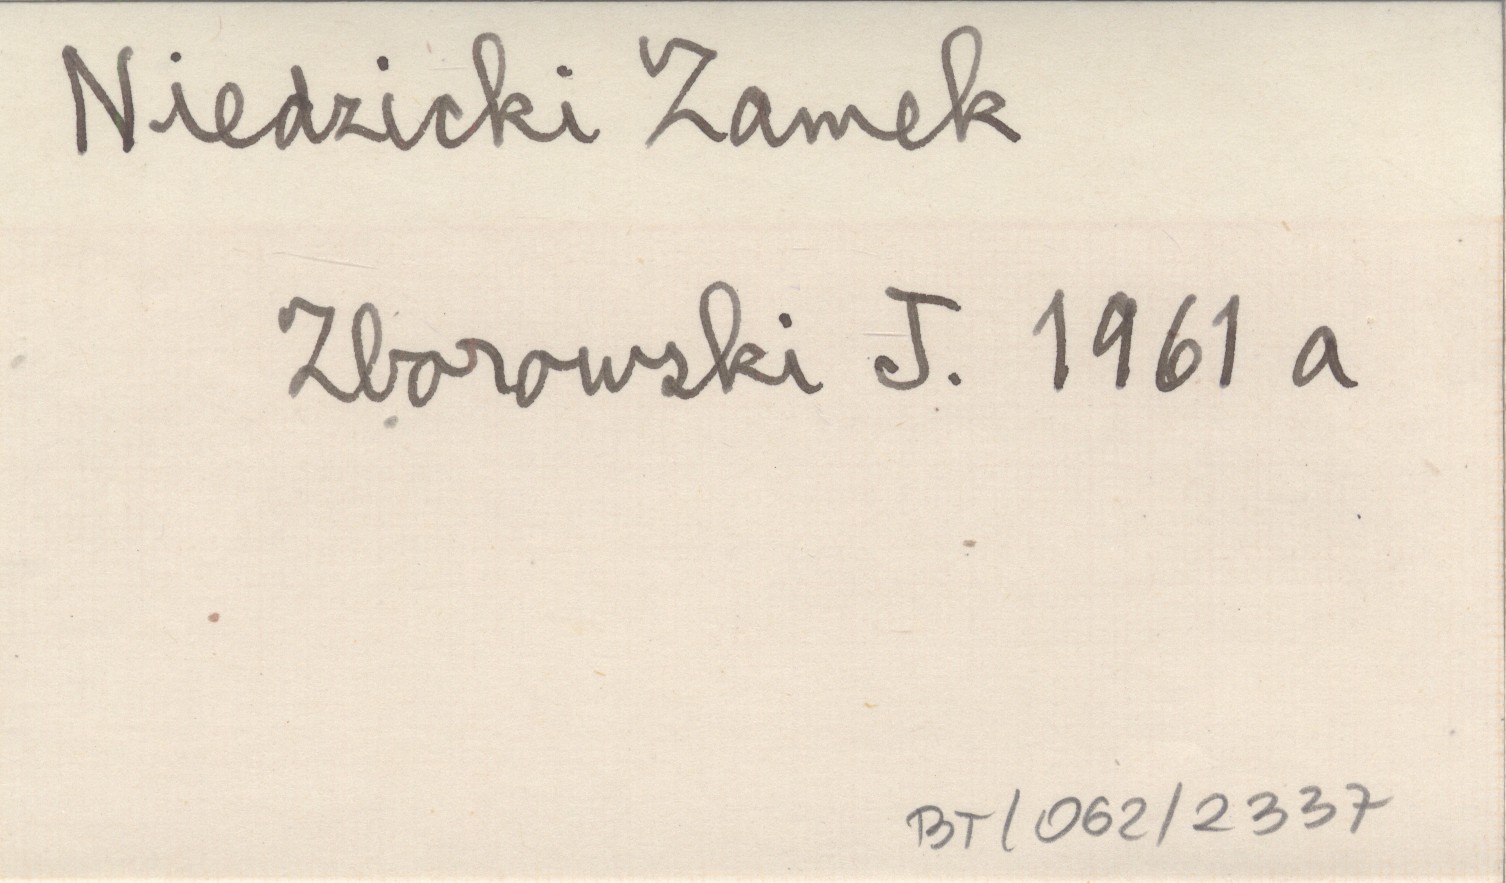 Niedzicki Zamek
Zborowski J. 1961 a
BT/062/2337